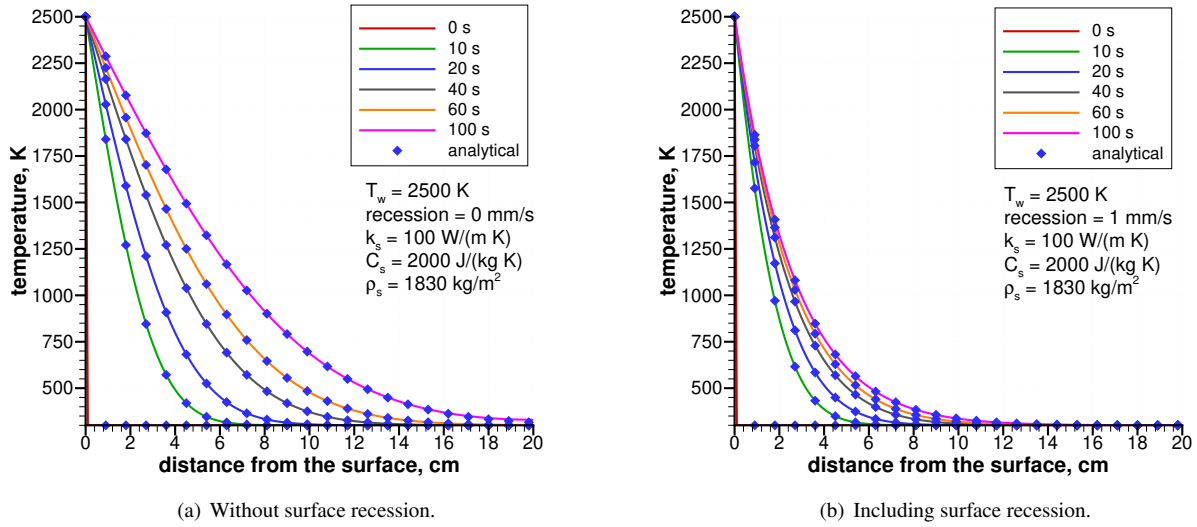 2500
2250
2000
1750
1500
1250
1000
750
500
temperature, K
0 4 6 8 10 12 14 16 18 20
distance from the surface, cm
0 s
10 s
20 s
40 s
60 s
100 s
analytical
T_w = 2500 K
recession = 0 mm/s
k_s = 100 W/(m K)
C_s = 2000 J/(kg K)
ρ_s = 1830 kg/m²
(a) Without surface recession.
2500
2250
2000
1750
1500
1250
1000
750
500
temperature, K
0 2 4 6 8 10 12 14 16 18 20
distance from the surface, cm
0 s
10 s
20 s
40 s
60 s
100 s
analytical
T_w = 2500 K
recession = 1 mm/s
k_s = 100 W/(m K)
C_s = 2000 J/(kg K)
ρ_s = 1830 kg/m²
(b) Including surface recession.